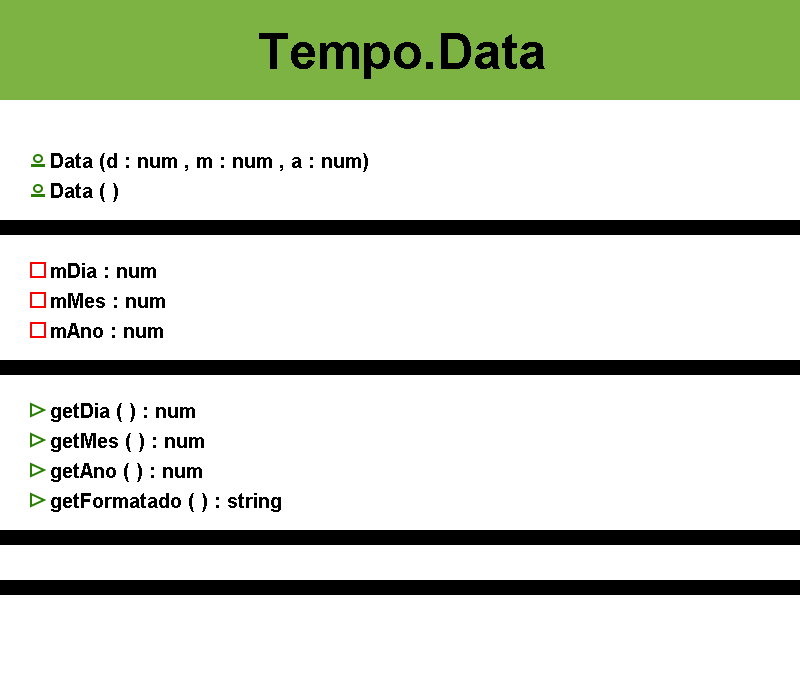 Tempo.Data
Data (d : num , m : num , a : num)
Data ( )
mDia : num
mMes : num
mAno : num
getDia ( ) : num
getMes ( ) : num
getAno ( ) : num
getFormatado ( ) : string